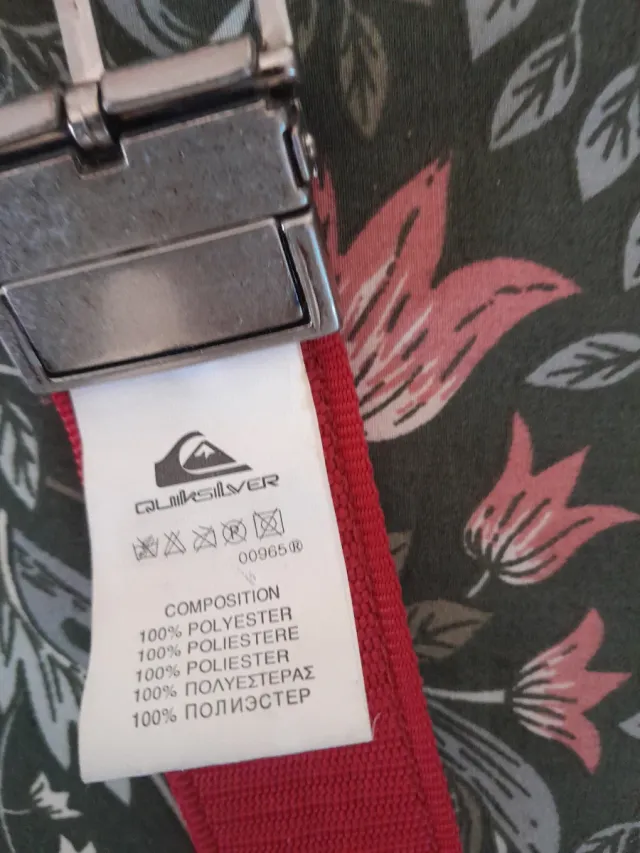 QUIKSILVER
00965®
COMPOSITION
100% POLYESTER
100% POLIESTERE
100% POLIESTER
100% ΠΟΛΥΕΣΤΕΡΑΣ
100% ПОЛИЭСТЕР